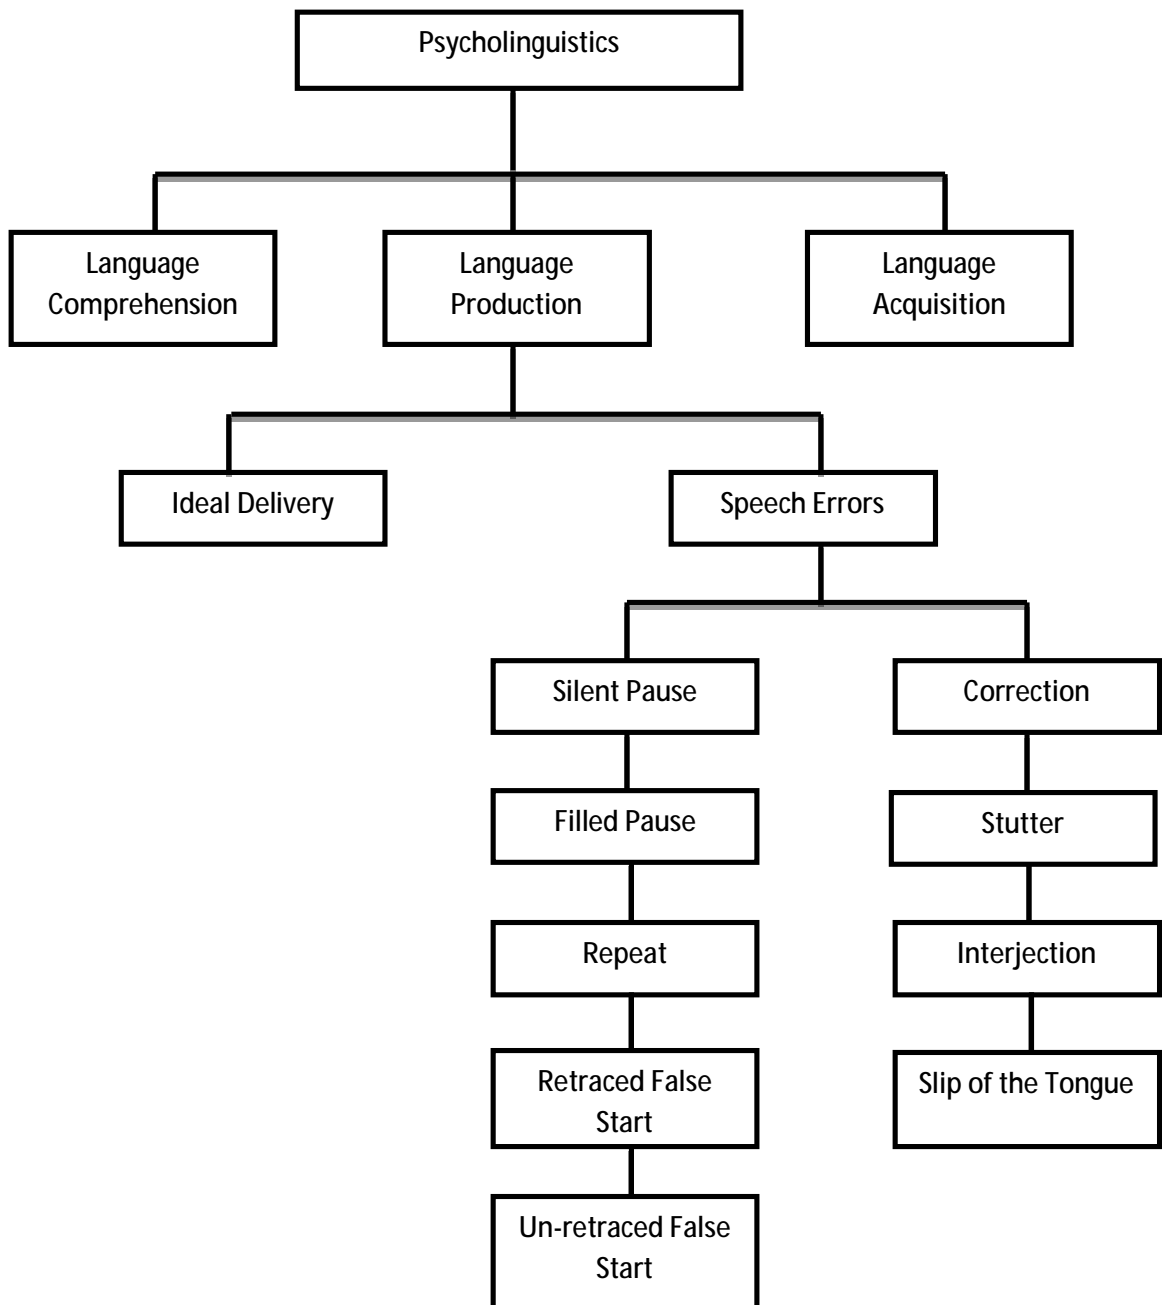 Psycholinguistics
Language
Comprehension
Language
Production
Language
Acquisition
Ideal Delivery
Speech Errors
Silent Pause
Correction
Filled Pause
Stutter
Repeat
Interjection
Retraced False
Start
Slip of the Tongue
Un-retraced False
Start